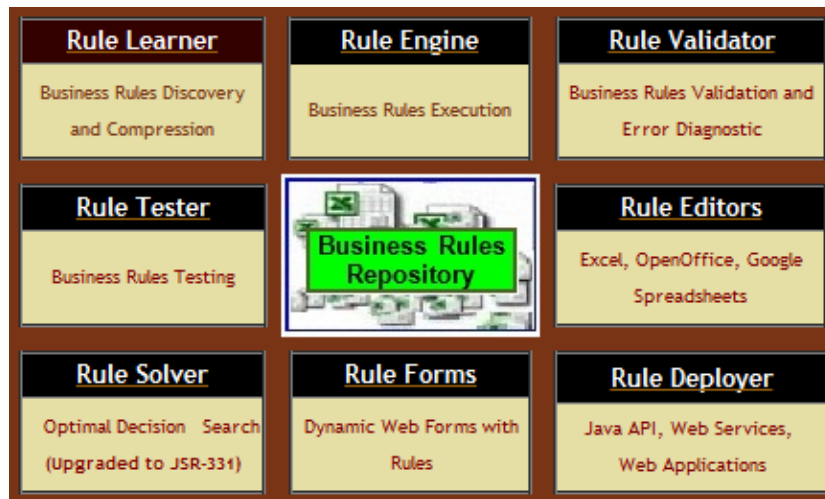 Rule Learner
Business Rules Discovery
and Compression
Rule Engine
Business Rules Execution
Rule Validator
Business Rules Validation and
Error Diagnostic
Rule Tester
Business Rules Testing
Business Rules
Repository
Rule Editors
Excel, OpenOffice, Google
Spreadsheets
Rule Solver
Optimal Decision Search
(Upgraded to JSR-331)
Rule Forms
Dynamic Web Forms with
Rules
Rule Deployer
Java API, Web Services,
Web Applications